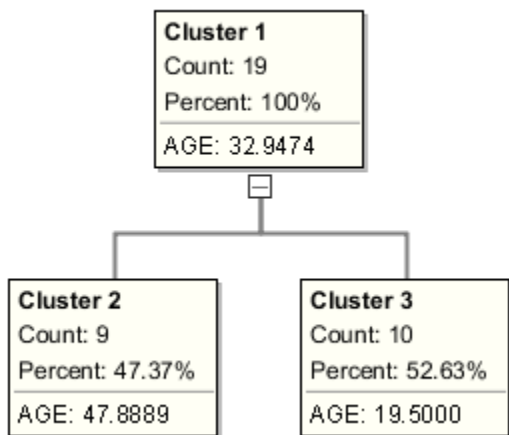 Cluster 1
Count: 19
Percent: 100%
AGE: 32.9474
Cluster 2
Count: 9
Percent: 47.37%
AGE: 47.8889
Cluster 3
Count: 10
Percent: 52.63%
AGE: 19.5000